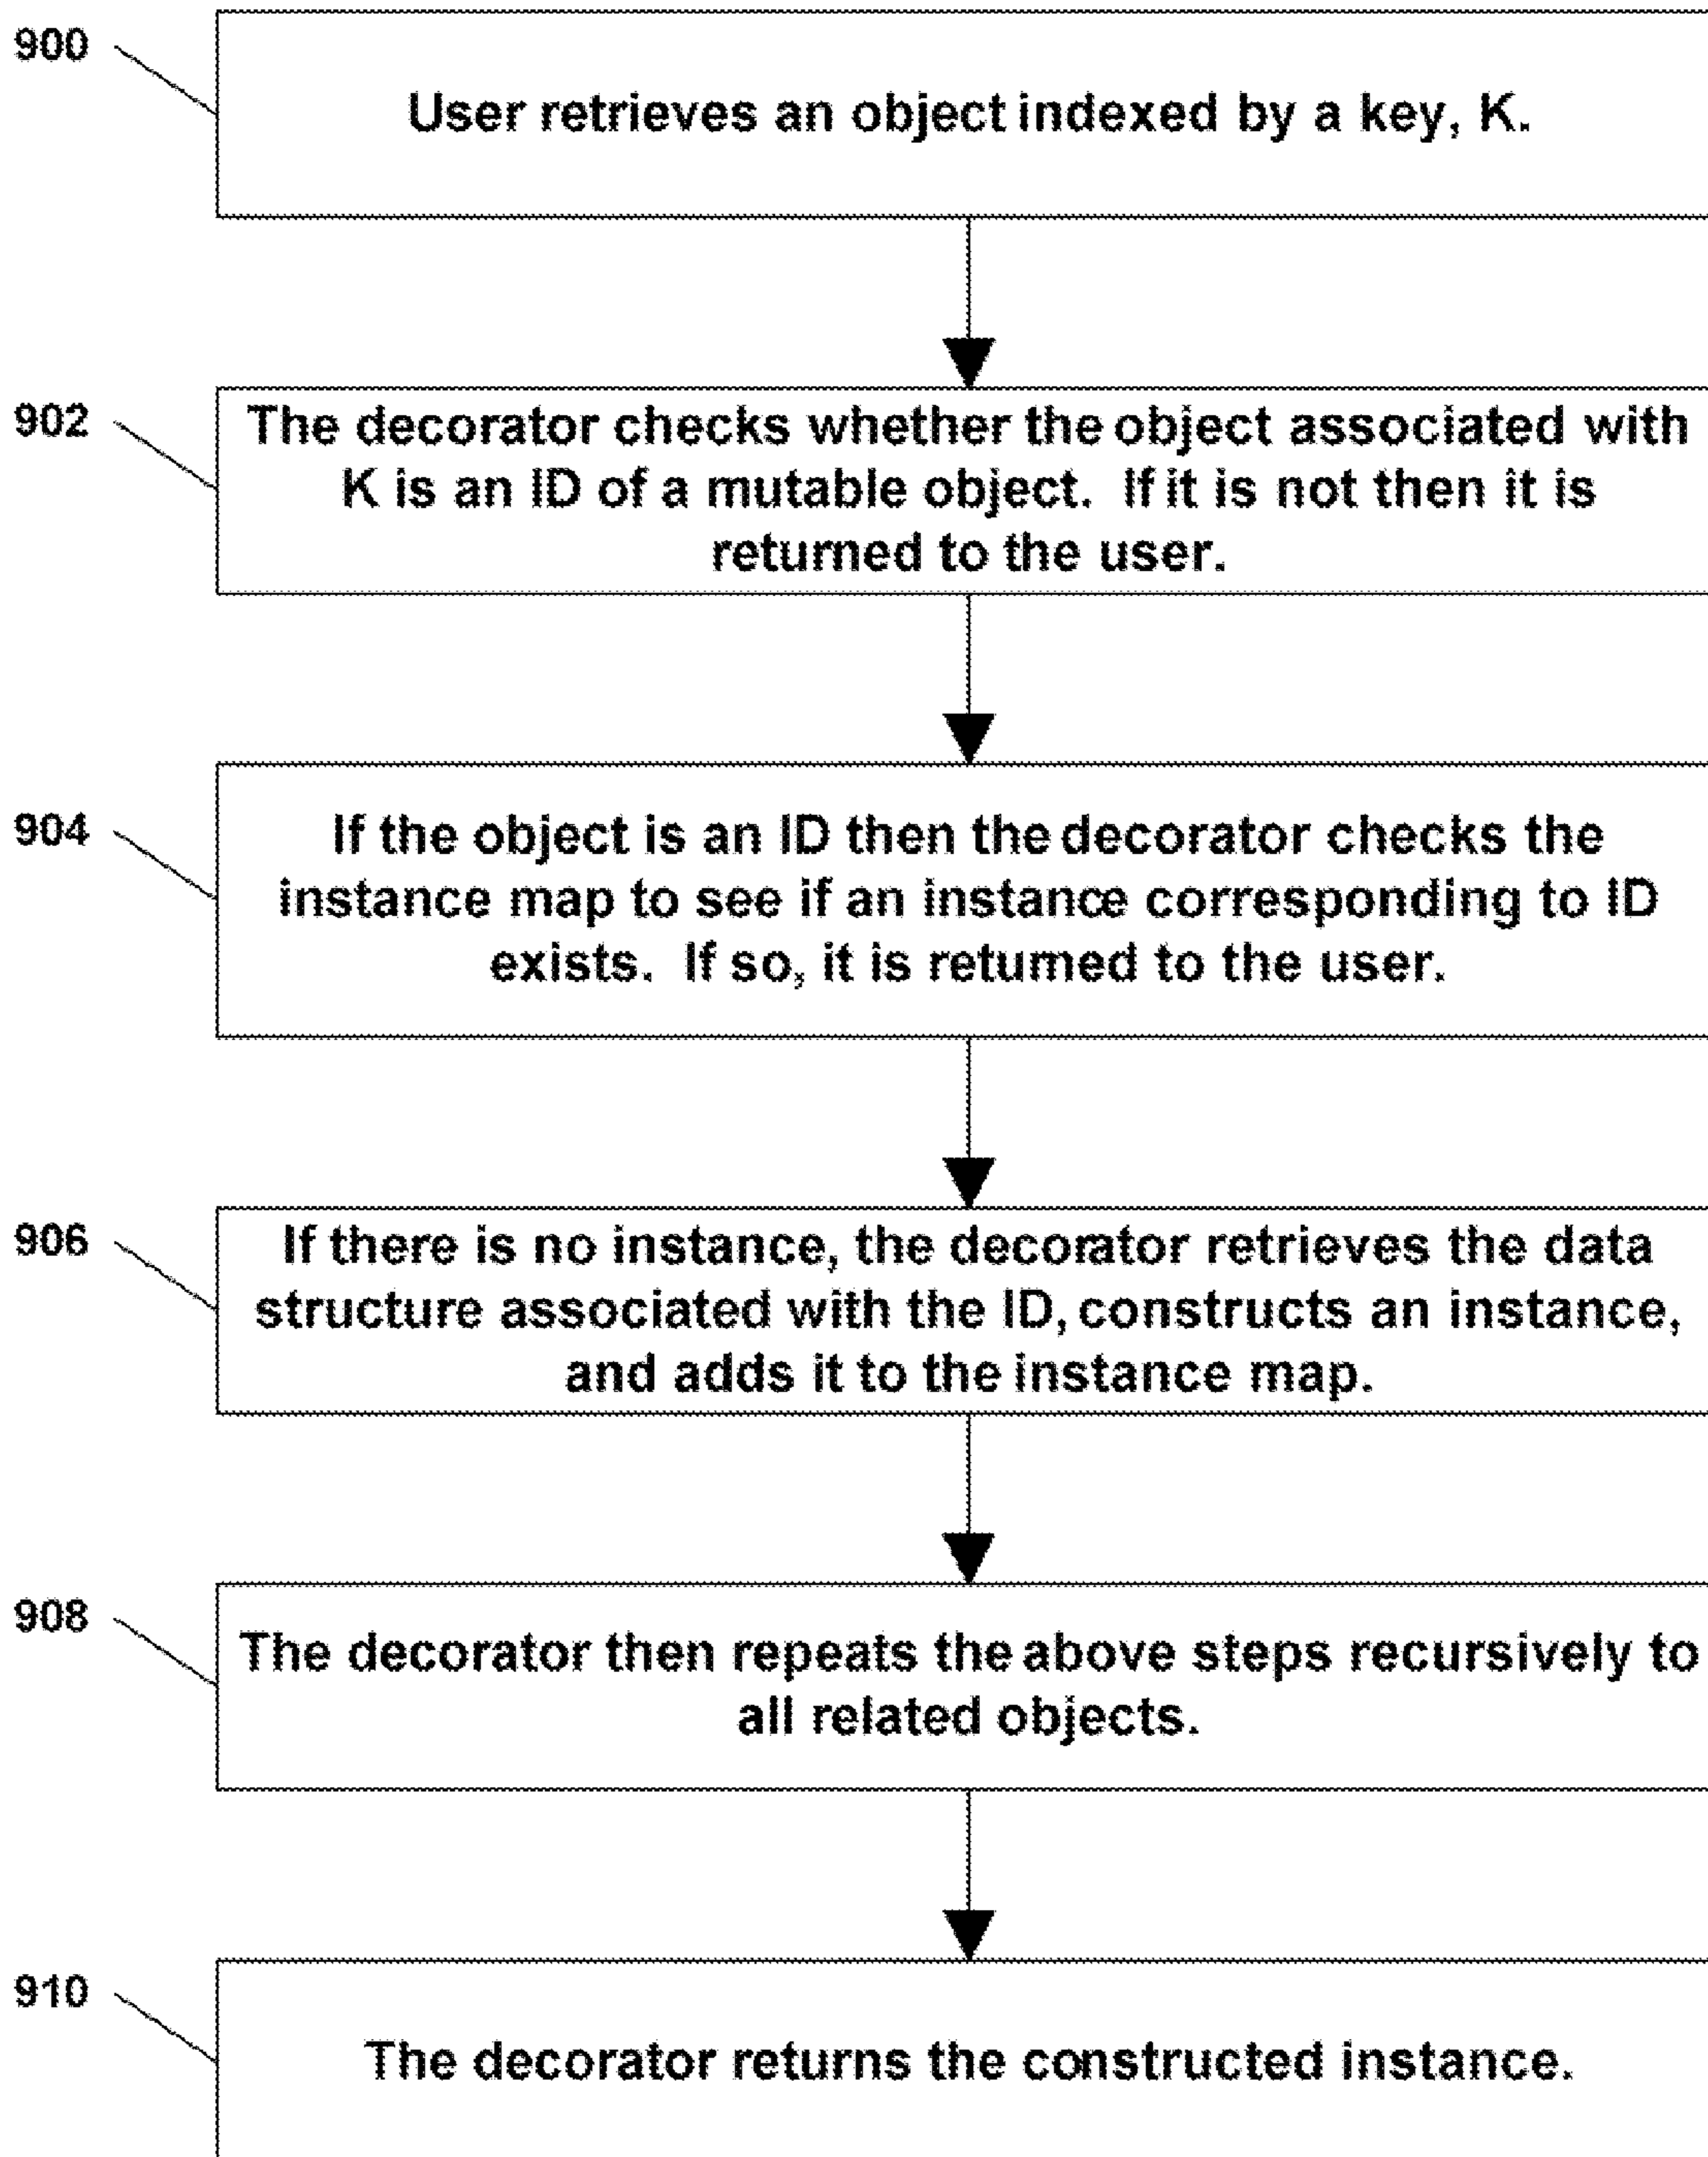 900
User retrieves an object indexed by a key, K.
902
The decorator checks whether the object associated with
K is an ID of a mutable object. If it is not then it is
returned to the user.
904
If the object is an ID then the decorator checks the
instance map to see if an instance corresponding to ID
exists. If so, it is returned to the user.
906
If there is no instance, the decorator retrieves the data
structure associated with the ID, constructs an instance,
and adds it to the instance map.
908
The decorator then repeats the above steps recursively to
all related objects.
910
The decorator returns the constructed instance.